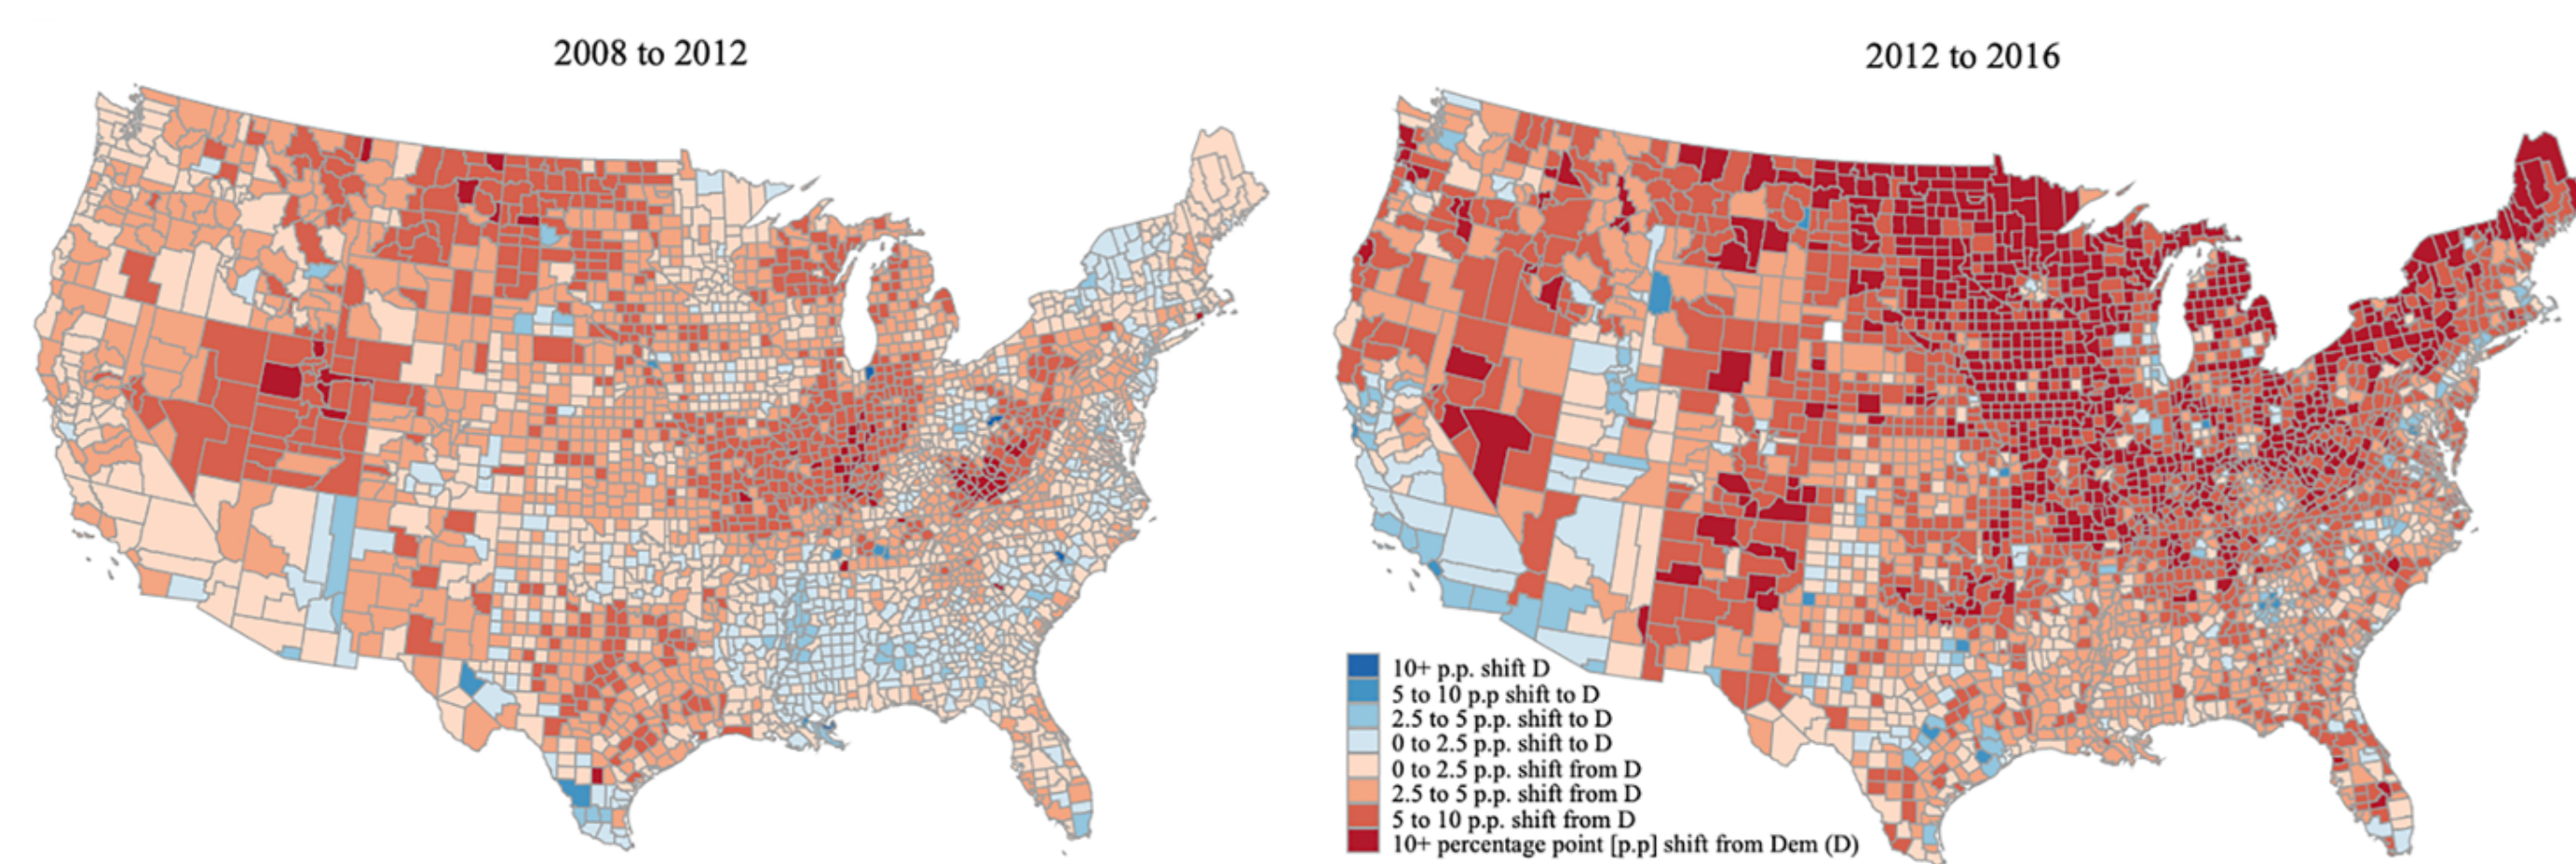 2008 to 2012
2012 to 2016
10+ p.p. shift D
5 to 10 p.p shift to D
2.5 to 5 p.p. shift to D
0 to 2.5 p.p. shift to D
0 to 2.5 p.p. shift from D
2.5 to 5 p.p. shift from D
5 to 10 p.p. shift from D
10+ percentage point [p.p] shift from Dem (D)